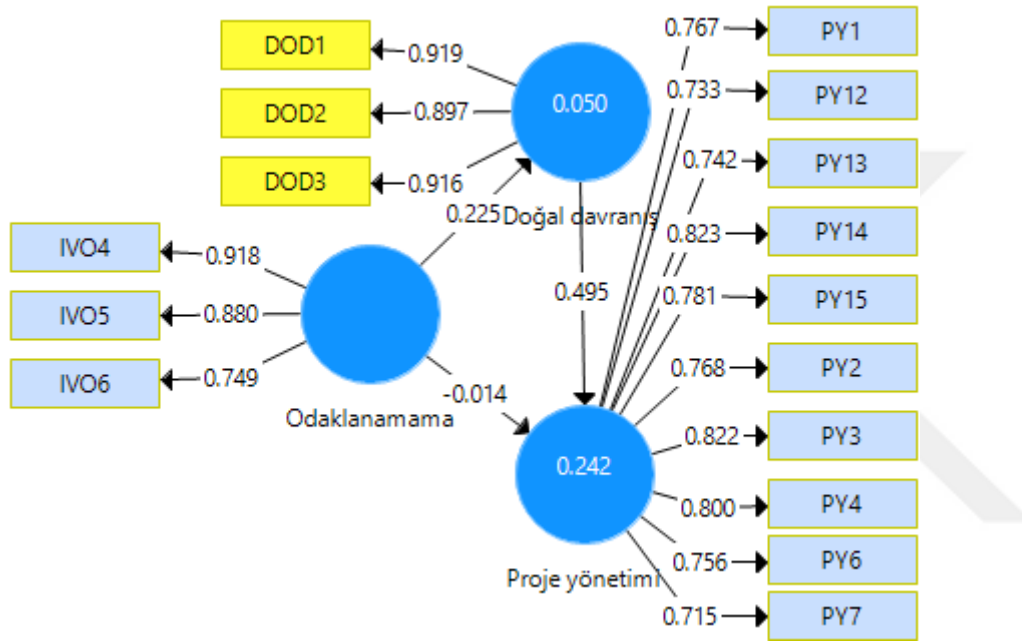 DOD1
0.919
DOD2
0.897
DOD3
0.916
0.050
Doğal davranış
0.225
IVO4
0.918
IVO5
0.880
IVO6
0.749
Odaklanamama
-0.014
0.495
0.242
Proje yönetimi
0.767
PY1
0.733
PY12
0.742
PY13
0.823
PY14
0.781
PY15
0.768
PY2
0.822
PY3
0.800
PY4
0.756
PY6
0.715
PY7